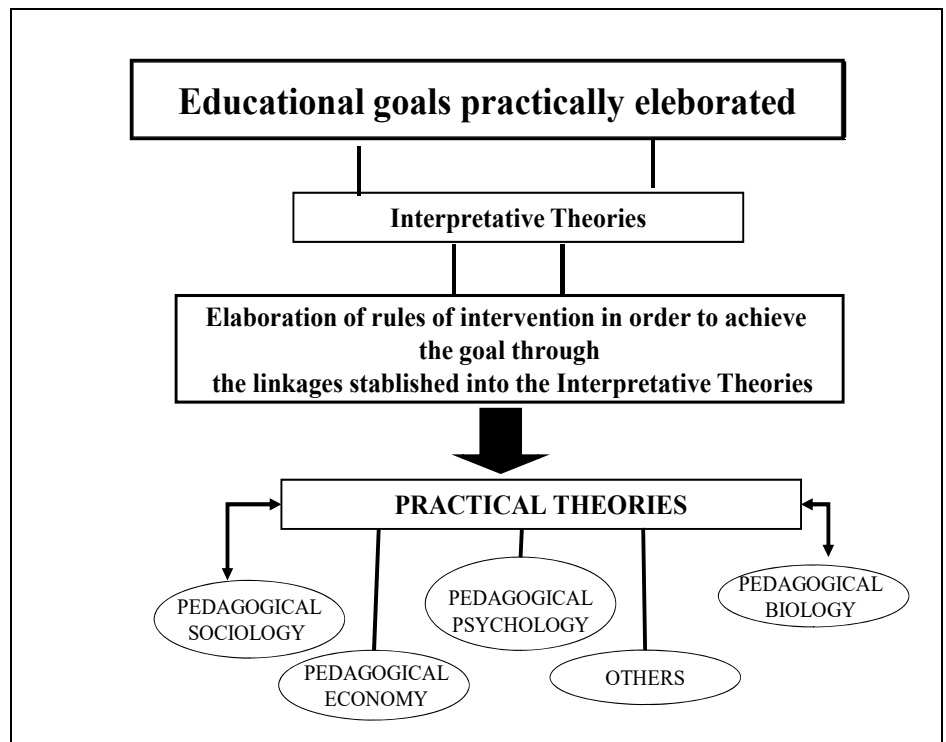 Educational goals practically eleborated
Interpretative Theories
Elaboration of rules of intervention in order to achieve
the goal through
the linkages stablished into the Interpretative Theories
PRACTICAL THEORIES
PEDAGOGICAL
SOCIOLOGY
PEDAGOGICAL
ECONOMY
PEDAGOGICAL
PSYCHOLOGY
OTHERS
PEDAGOGICAL
BIOLOGY